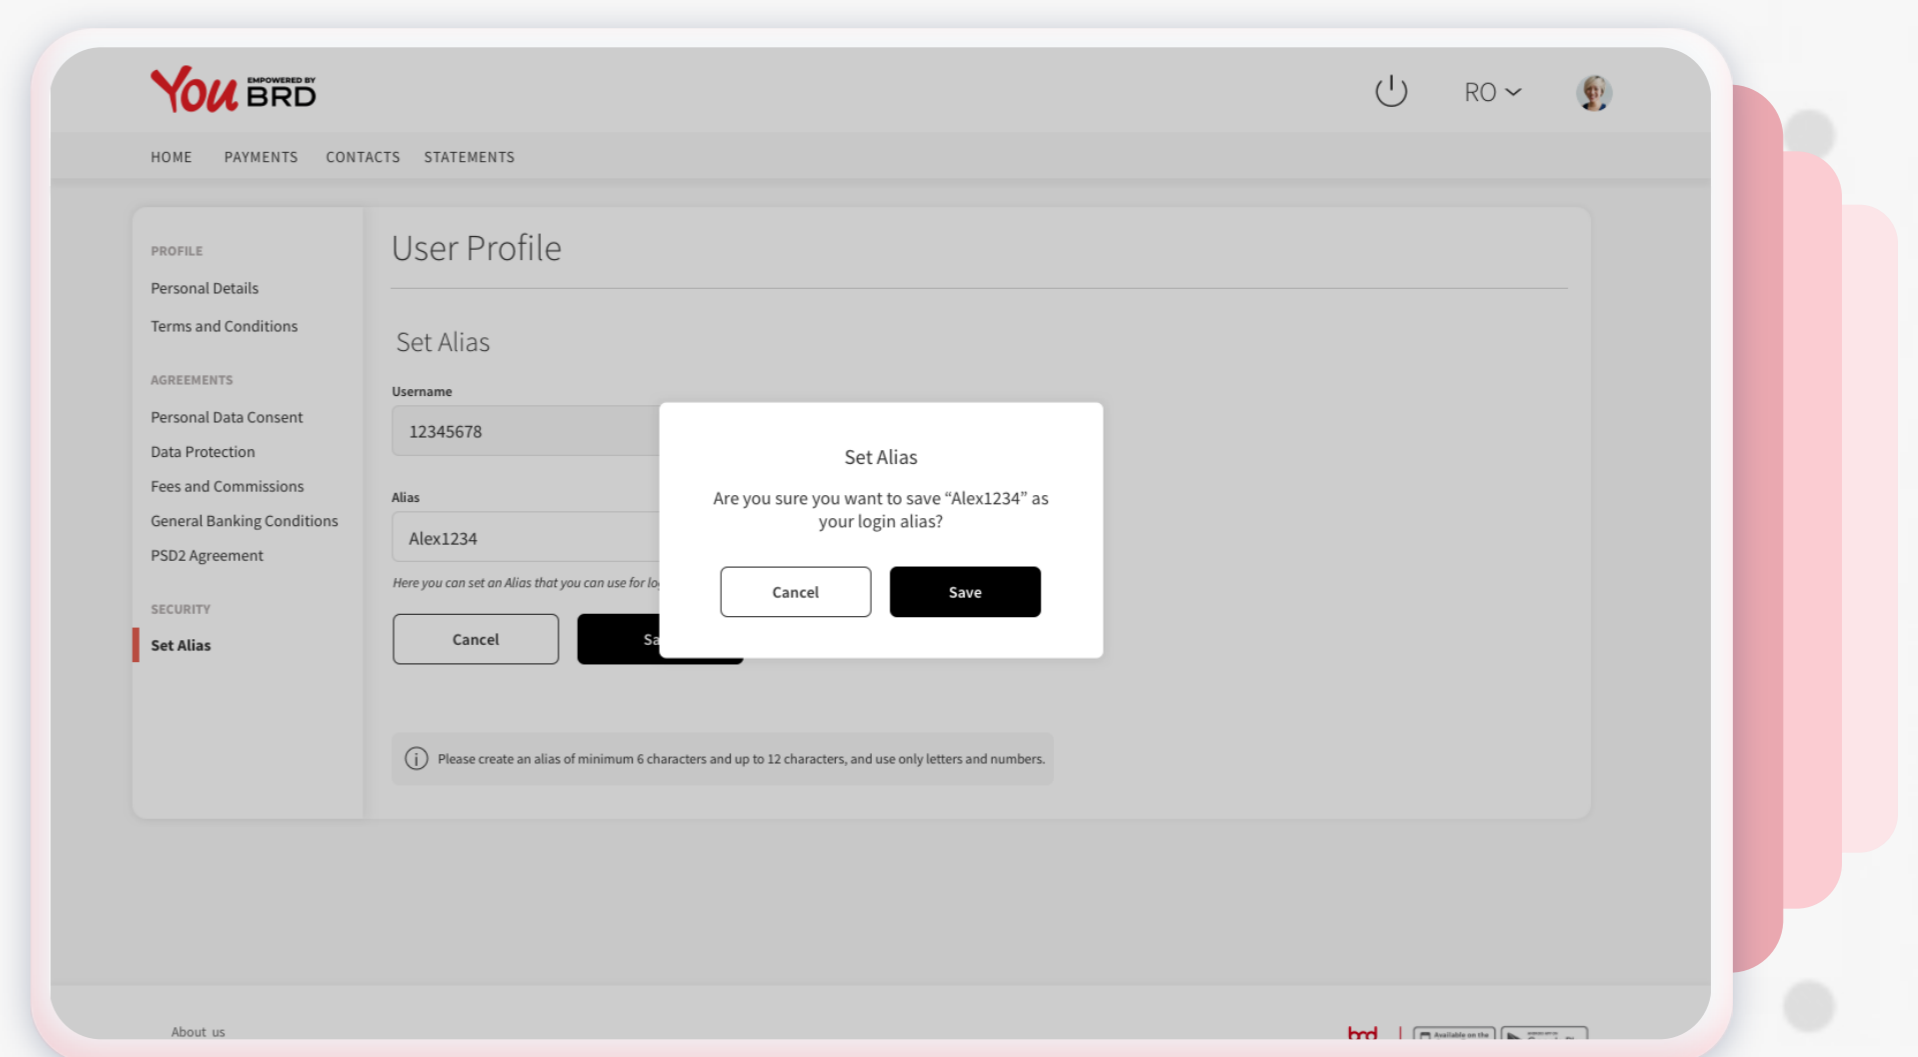 You EMPOWERED BY BRD
RO
HOME PAYMENTS CONTACTS STATEMENTS
PROFILE
Personal Details
Terms and Conditions
AGREEMENTS
Personal Data Consent
Data Protection
Fees and Commissions
General Banking Conditions
PSD2 Agreement
SECURITY
Set Alias
User Profile
Set Alias
Username
12345678
Alias
Alex1234
Here you can set an Alias that you can use for
Cancel
Please create an alias of minimum 6 characters and up to 12 characters, and use only letters and numbers.
Set Alias
Are you sure you want to save “Alex1234” as
your login alias?
Cancel Save
About us
brd Available on the